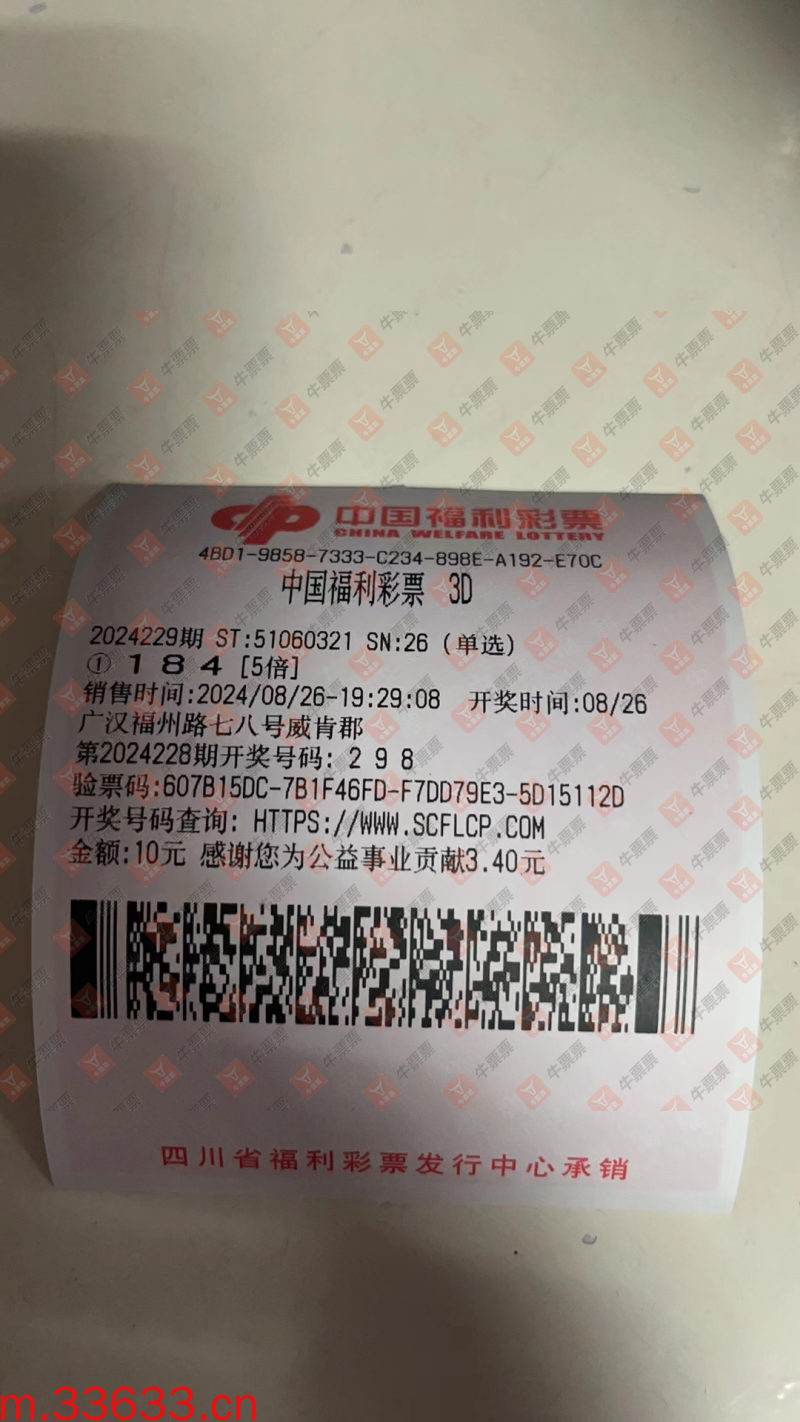 中国福利彩票
CHINA WELFARE LOTTERY
4BD1-9858-7333-C234-898E-A192-E70C
中国福利彩票 3D
2024229期 ST:51060321 SN:26 (单选)
① 1 8 4 [5倍]
销售时间:2024/08/26-19:29:08 开奖时间:08/26
广汉福州路七八号威肯郡
第2024228期开奖号码: 2 9 8
验票码:607B15DC-7B1F46FD-F7DD79E3-5D15112D
开奖号码查询: HTTPS://WWW.SCFLCP.COM
金额:10元 感谢您为公益事业贡献3.40元
四川省福利彩票发行中心承销
牛票票
m.33633.cn